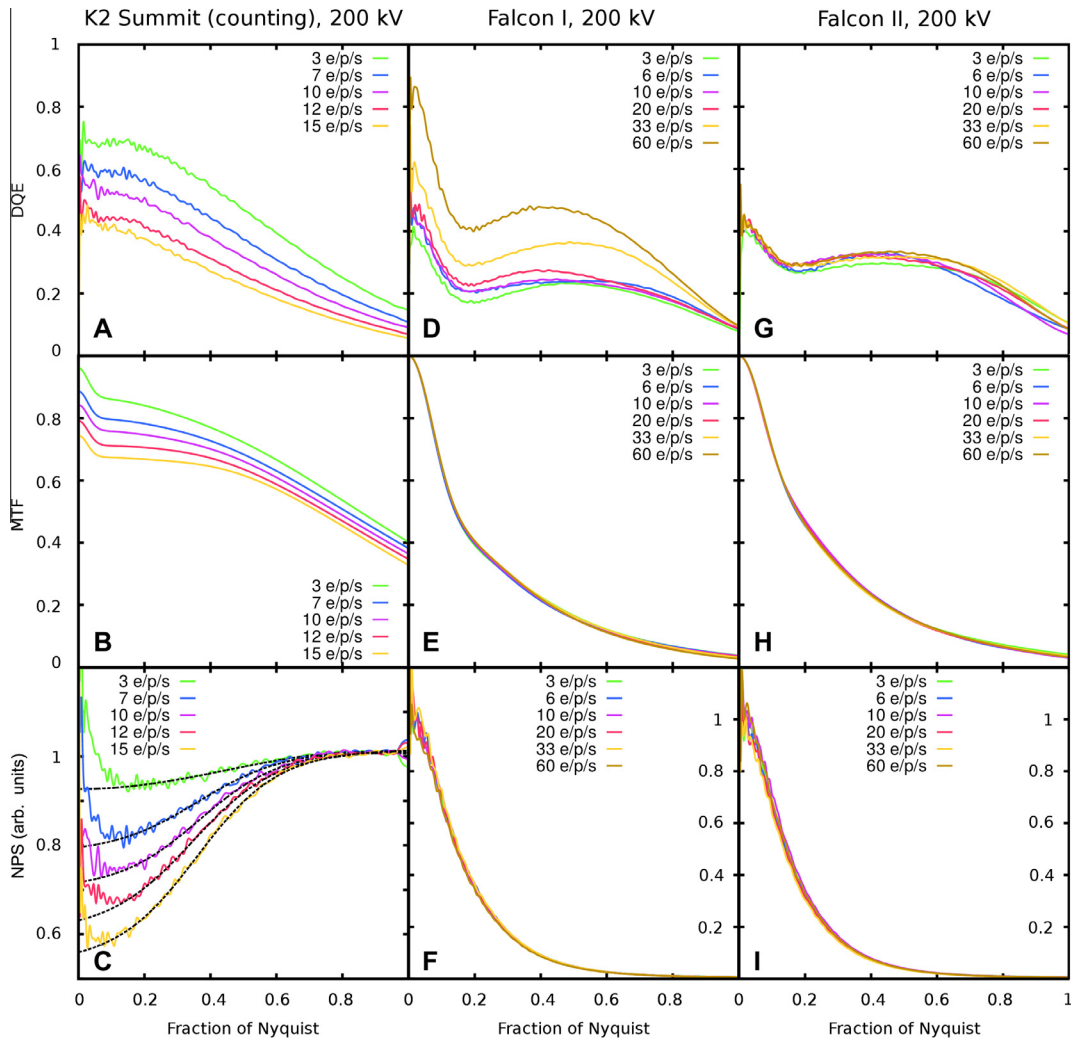 K2 Summit (counting), 200 kV
Falcon I, 200 kV
Falcon II, 200 kV
DQE
1
0.8
0.6
0.4
0.2
0
3 e/p/s
7 e/p/s
10 e/p/s
12 e/p/s
15 e/p/s
A
3 e/p/s
6 e/p/s
10 e/p/s
20 e/p/s
33 e/p/s
60 e/p/s
D
3 e/p/s
6 e/p/s
10 e/p/s
20 e/p/s
33 e/p/s
60 e/p/s
G
MTF
0.8
0.6
0.4
0.2
0
3 e/p/s
7 e/p/s
10 e/p/s
12 e/p/s
15 e/p/s
B
3 e/p/s
6 e/p/s
10 e/p/s
20 e/p/s
33 e/p/s
60 e/p/s
E
3 e/p/s
6 e/p/s
10 e/p/s
20 e/p/s
33 e/p/s
60 e/p/s
H
NPS (arb. units)
1
0.8
0.6
3 e/p/s
7 e/p/s
10 e/p/s
12 e/p/s
15 e/p/s
C
3 e/p/s
6 e/p/s
10 e/p/s
20 e/p/s
33 e/p/s
60 e/p/s
1
0.8
0.6
0.4
0.2
F
3 e/p/s
6 e/p/s
10 e/p/s
20 e/p/s
33 e/p/s
60 e/p/s
1
0.8
0.6
0.4
0.2
I
0 0.2 0.4 0.6 0.8
0 0.2 0.4 0.6 0.8
0 0.2 0.4 0.6 0.8 1
Fraction of Nyquist
Fraction of Nyquist
Fraction of Nyquist